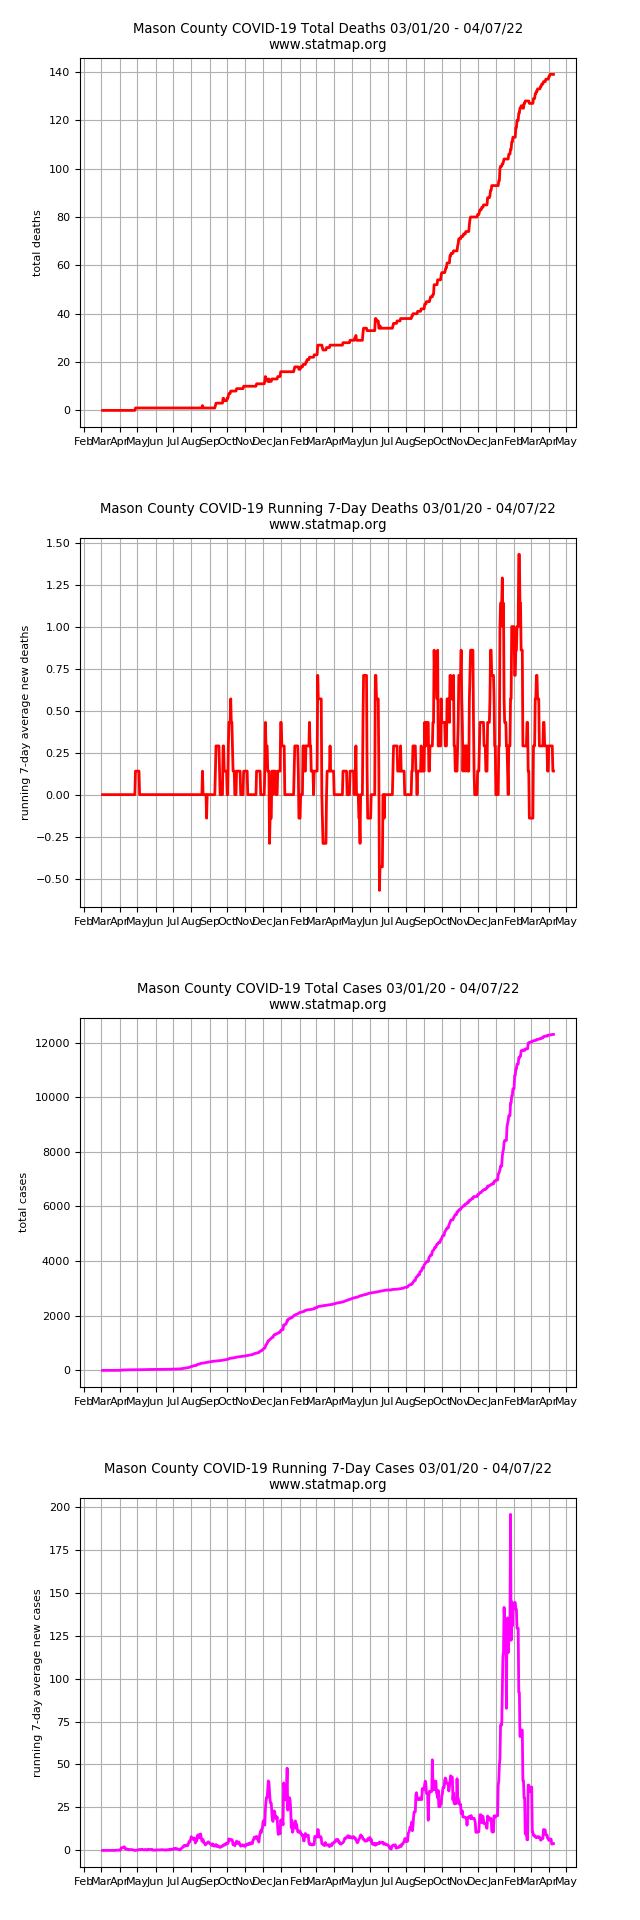 Mason County COVID-19 Total Deaths 03/01/20 - 04/07/22
www.statmap.org
140
120
100
80
60
40
20
0
total deaths
Feb Mar Apr May Jun Jul Aug Sep Oct Nov Dec Jan Feb Mar Apr May Jun Jul Aug Sep Oct Nov Dec Jan Feb Mar Apr May
Mason County COVID-19 Running 7-Day Deaths 03/01/20 - 04/07/22
www.statmap.org
1.50
1.25
1.00
0.75
0.50
0.25
0.00
−0.25
−0.50
running 7-day average new deaths
Feb Mar Apr May Jun Jul Aug Sep Oct Nov Dec Jan Feb Mar Apr May Jun Jul Aug Sep Oct Nov Dec Jan Feb Mar Apr May
Mason County COVID-19 Total Cases 03/01/20 - 04/07/22
www.statmap.org
12000
10000
8000
6000
4000
2000
0
total cases
Feb Mar Apr May Jun Jul Aug Sep Oct Nov Dec Jan Feb Mar Apr May Jun Jul Aug Sep Oct Nov Dec Jan Feb Mar Apr May
Mason County COVID-19 Running 7-Day Cases 03/01/20 - 04/07/22
www.statmap.org
200
175
150
125
100
75
50
25
0
running 7-day average new cases
Feb Mar Apr May Jun Jul Aug Sep Oct Nov Dec Jan Feb Mar Apr May Jun Jul Aug Sep Oct Nov Dec Jan Feb Mar Apr May